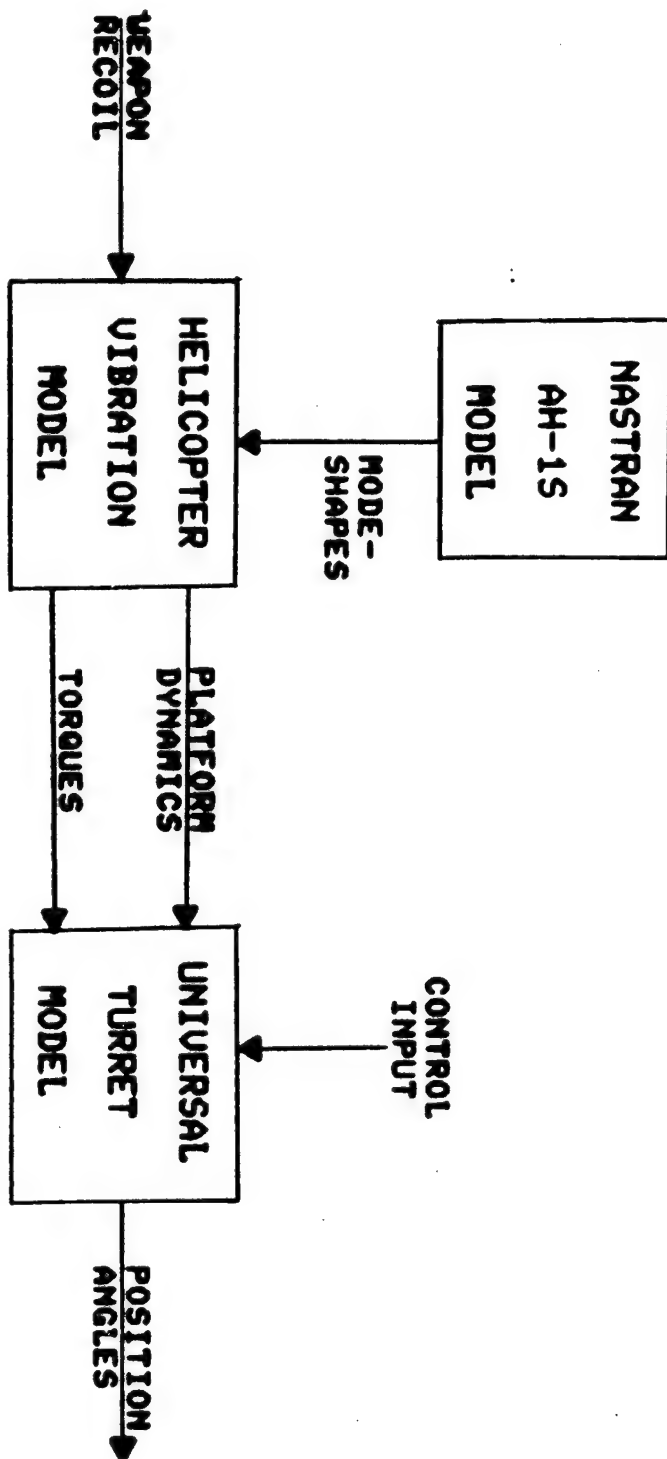 NASTRAN
AH-1S
MODEL
MODE-
SHAPES
CONTROL
INPUT
WEAPON
RECOIL
HELICOPTER
VIBRATION
MODEL
PLATFORM
DYNAMICS
TORQUES
UNIVERSAL
TURRET
MODEL
POSITION
ANGLES